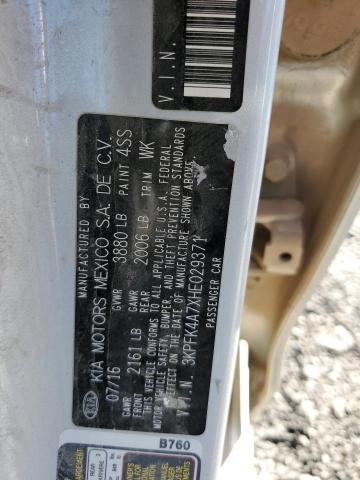 V.I.N.
MANUFACTURED BY
KIA KIA MOTORS MEXICO S.A. DE C.V.
07/16 GVWR 3880 LB PAINT 4SS
GAWR FRONT 2161 LB GAWR REAR 2006 LB TRIM WK
THIS VEHICLE CONFORMS TO ALL APPLICABLE U.S.A. FEDERAL
MOTOR VEHICLE SAFETY, BUMPER, AND THEFT PREVENTION STANDARDS
IN EFFECT ON THE DATE OF MANUFACTURE SHOWN ABOVE.
V.I.N. 3KPFK4A7XHE029371
PASSENGER CAR
B760
REAR